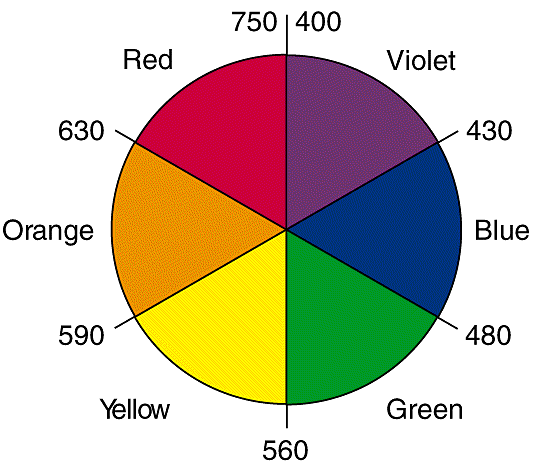 750 400
Red Violet
630 430
Orange Blue
590 480
Yellow Green
560